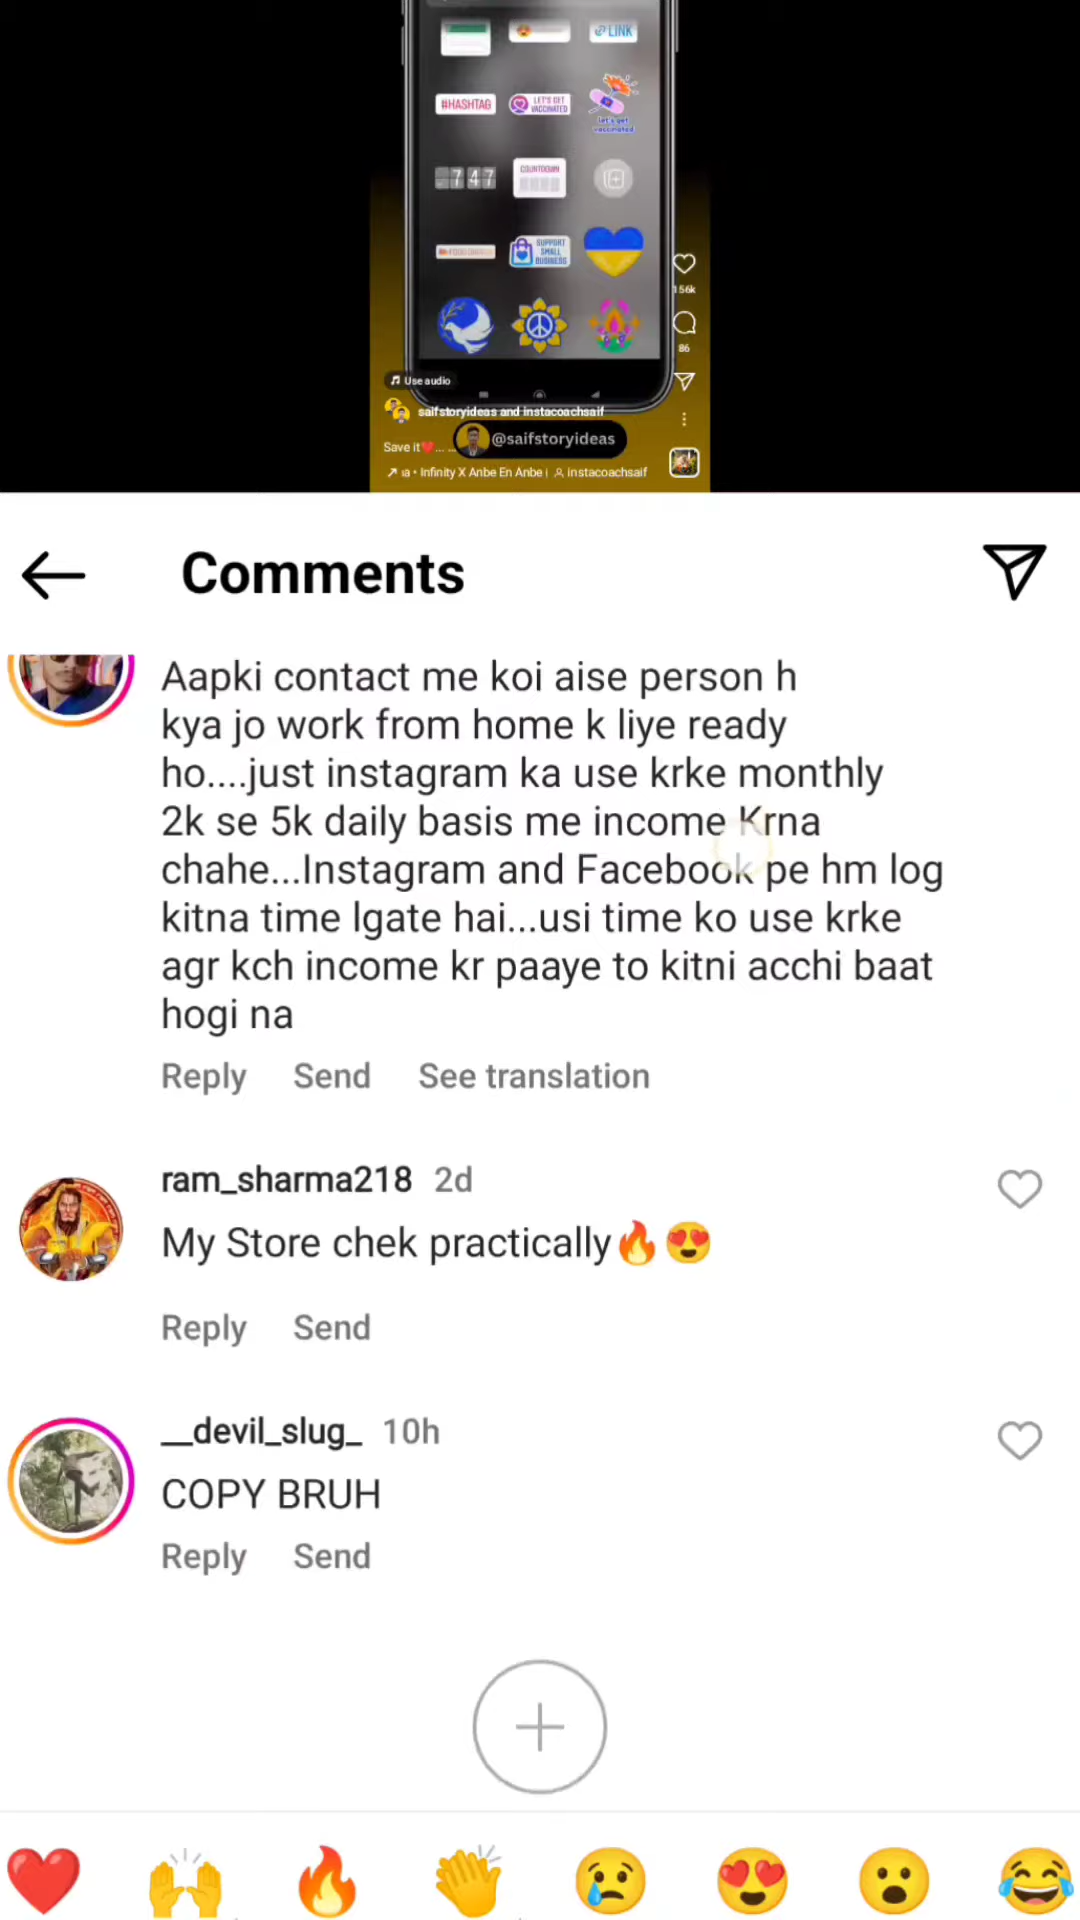 LINK
#HASHTAG
LET'S GET
VACCINATED
let's get
vaccinated
747
COUNTDOWN
SUPPORT
SMALL
BUSINESS
156k
86
Use audio
saifstoryideas and instacoachsaif
Save it❤️... ...
@saifstoryideas
ıa • Infinity X Anbe En Anbe | instacoachsaif
Comments
Aapki contact me koi aise person h
kya jo work from home k liye ready
ho....just instagram ka use krke monthly
2k se 5k daily basis me income Krna
chahe...Instagram and Facebook pe hm log
kitna time lgate hai...usi time ko use krke
agr kch income kr paaye to kitni acchi baat
hogi na
Reply Send See translation
ram_sharma218 2d
My Store chek practically🔥😍
Reply Send
__devil_slug_ 10h
COPY BRUH
Reply Send